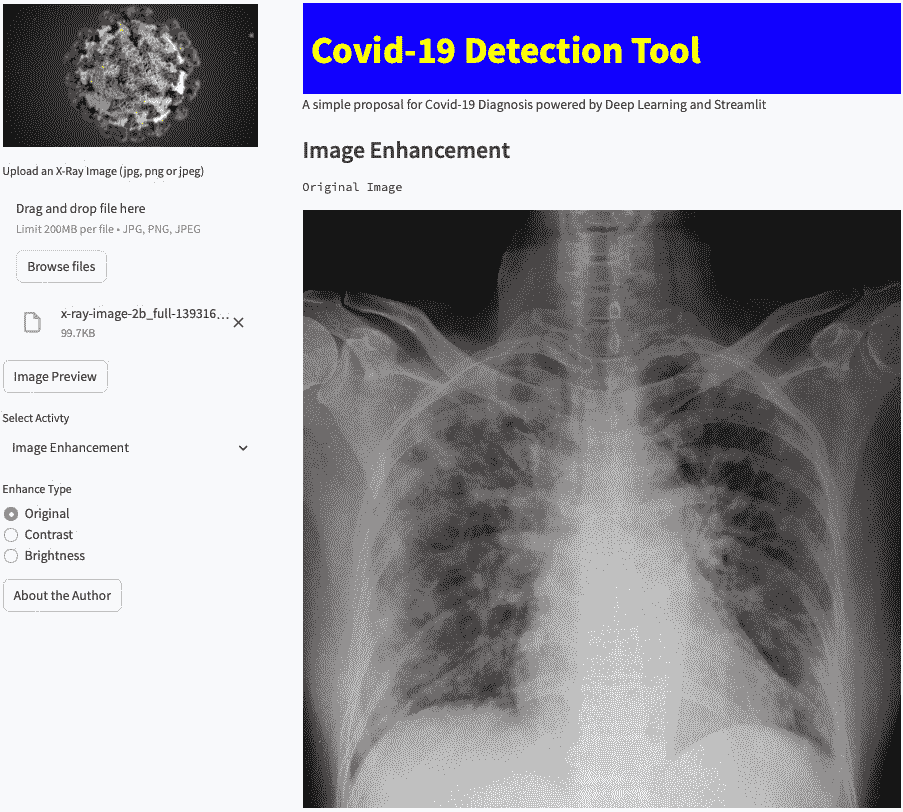 Upload an X-Ray Image (jpg, png or jpeg)
Drag and drop file here
Limit 200MB per file • JPG, PNG, JPEG
Browse files
x-ray-image-2b_full-139316...
99.7KB
Image Preview
Select Activty
Image Enhancement
Enhance Type
Original
Contrast
Brightness
About the Author
Covid-19 Detection Tool
A simple proposal for Covid-19 Diagnosis powered by Deep Learning and Streamlit
Image Enhancement
Original Image